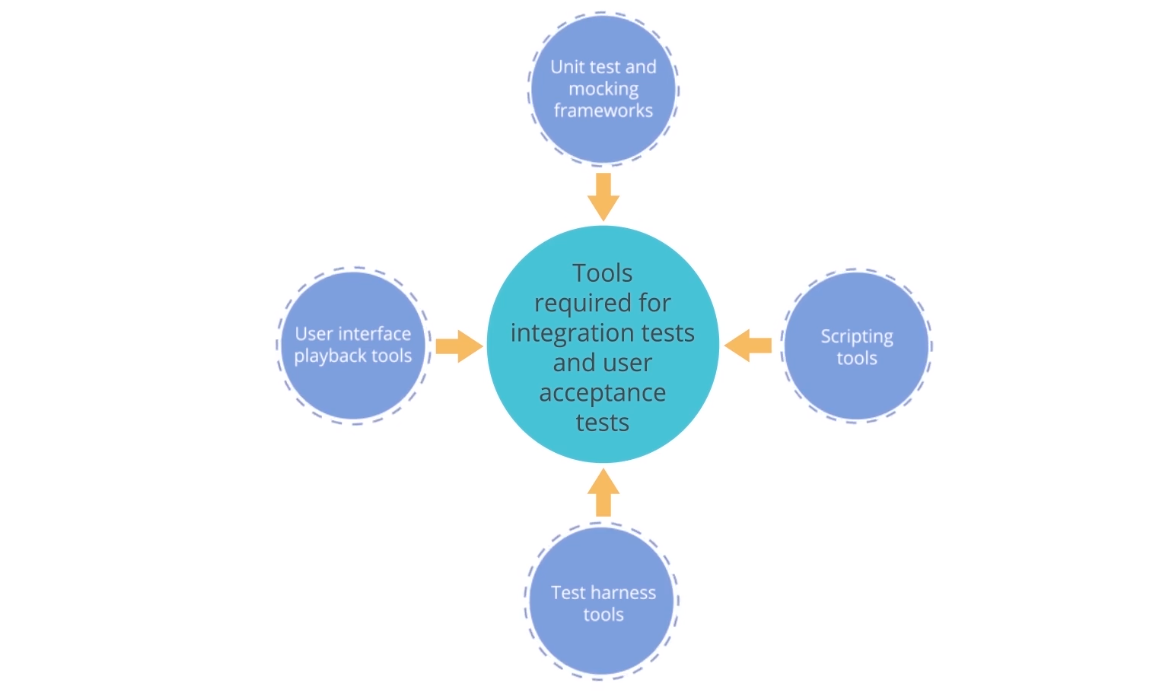 Unit test and
mocking
frameworks
Tools
required for
integration tests
and user
acceptance
tests
User interface
playback tools
Scripting
tools
Test harness
tools